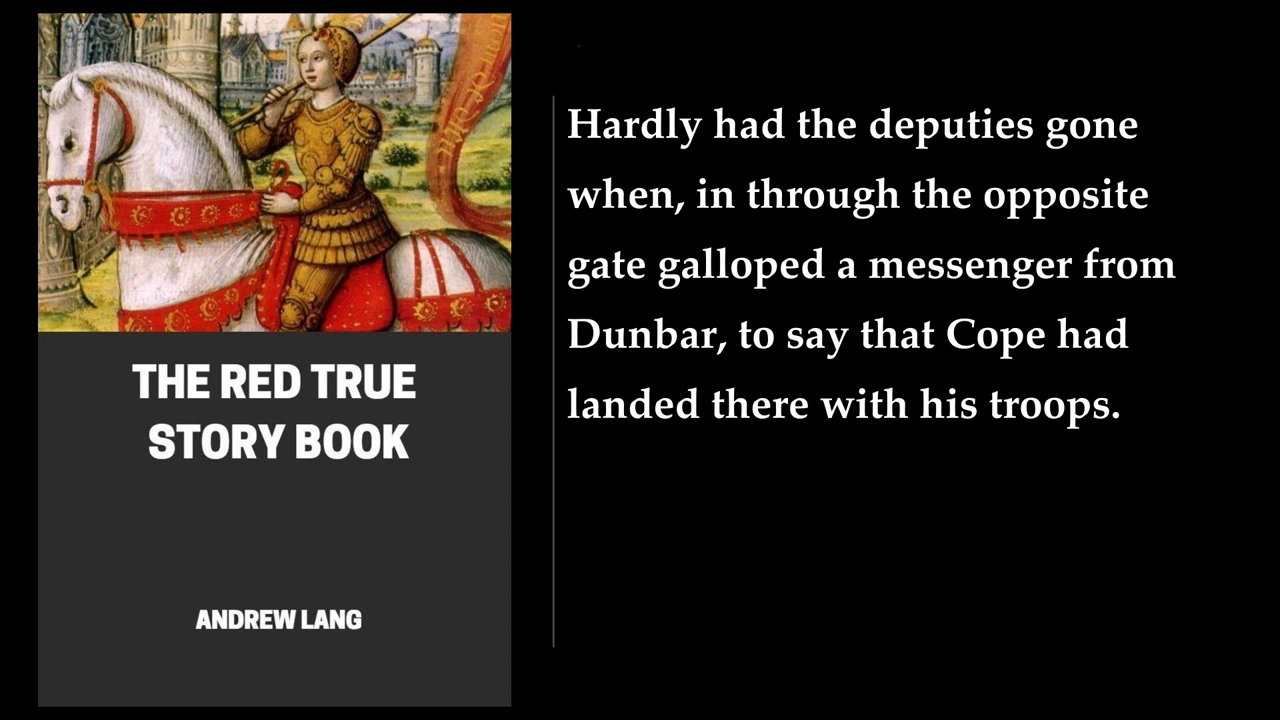 THE RED TRUE
STORY BOOK
ANDREW LANG
Hardly had the deputies gone
when, in through the opposite
gate galloped a messenger from
Dunbar, to say that Cope had
landed there with his troops.